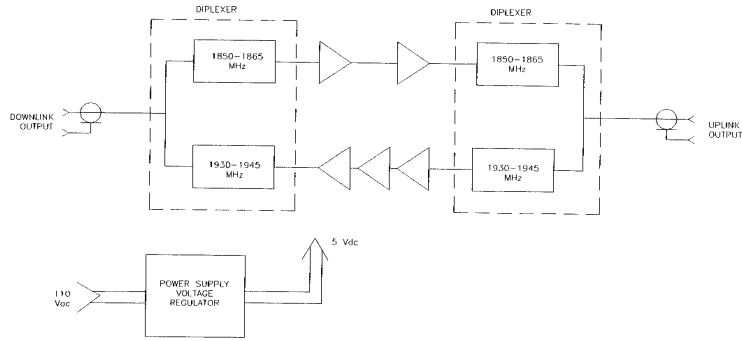 DIPLEXER
DIPLEXER
1850-1865
MHz
1850-1865
MHz
DOWNLINK
OUTPUT
UPLINK
OUTPUT
1930-1945
MHz
1930-1945
MHz
5 Vdc
110
Vac
POWER SUPPLY
VOLTAGE
REGULATOR